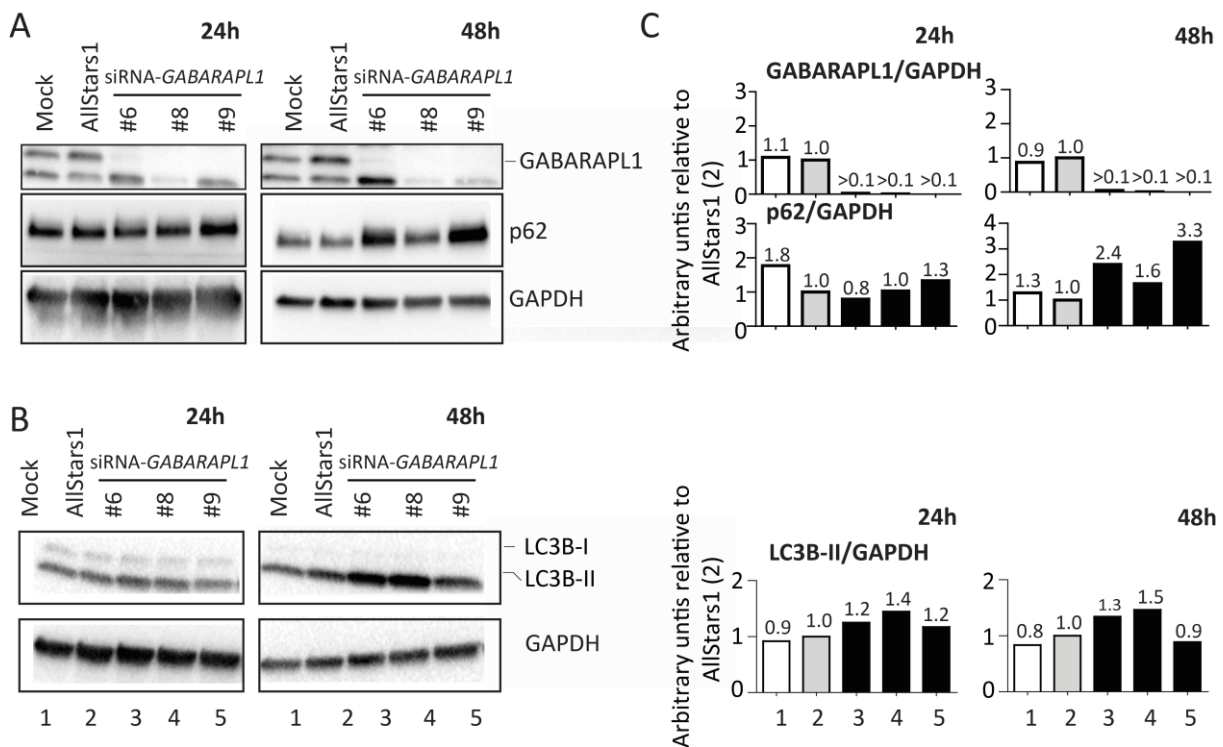 A
24h
48h
Mock
AllStars1
siRNA-GABARAPL1
#6
#8
#9
Mock
AllStars1
siRNA-GABARAPL1
#6
#8
#9
GABARAPL1
p62
GAPDH
B
24h
48h
Mock
AllStars1
siRNA-GABARAPL1
#6
#8
#9
Mock
AllStars1
siRNA-GABARAPL1
#6
#8
#9
LC3B-I
LC3B-II
GAPDH
1 2 3 4 5
1 2 3 4 5
C
24h
48h
Arbitrary untis relative to
AllStars1 (2)
GABARAPL1/GAPDH
3
2
1
0
1.1 1.0 >0.1 >0.1 >0.1
3
2
1
0
0.9 1.0 >0.1 >0.1 >0.1
p62/GAPDH
3
2
1
0
1.8 1.0 0.8 1.0 1.3
4
3
2
1
0
1.3 1.0 2.4 1.6 3.3
24h
48h
Arbitrary untis relative to
AllStars1 (2)
LC3B-II/GAPDH
2
1
0
0.9 1.0 1.2 1.4 1.2
1 2 3 4 5
2
1
0
0.8 1.0 1.3 1.5 0.9
1 2 3 4 5